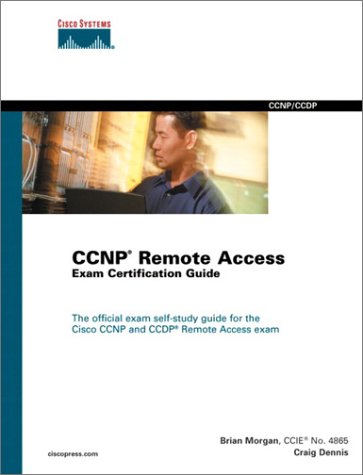 CISCO SYSTEMS
CCNP/CCDP
CCNP® Remote Access
Exam Certification Guide
The official exam self-study guide for the
Cisco CCNP and CCDP® Remote Access exam
Brian Morgan, CCIE® No. 4865
Craig Dennis
ciscopress.com